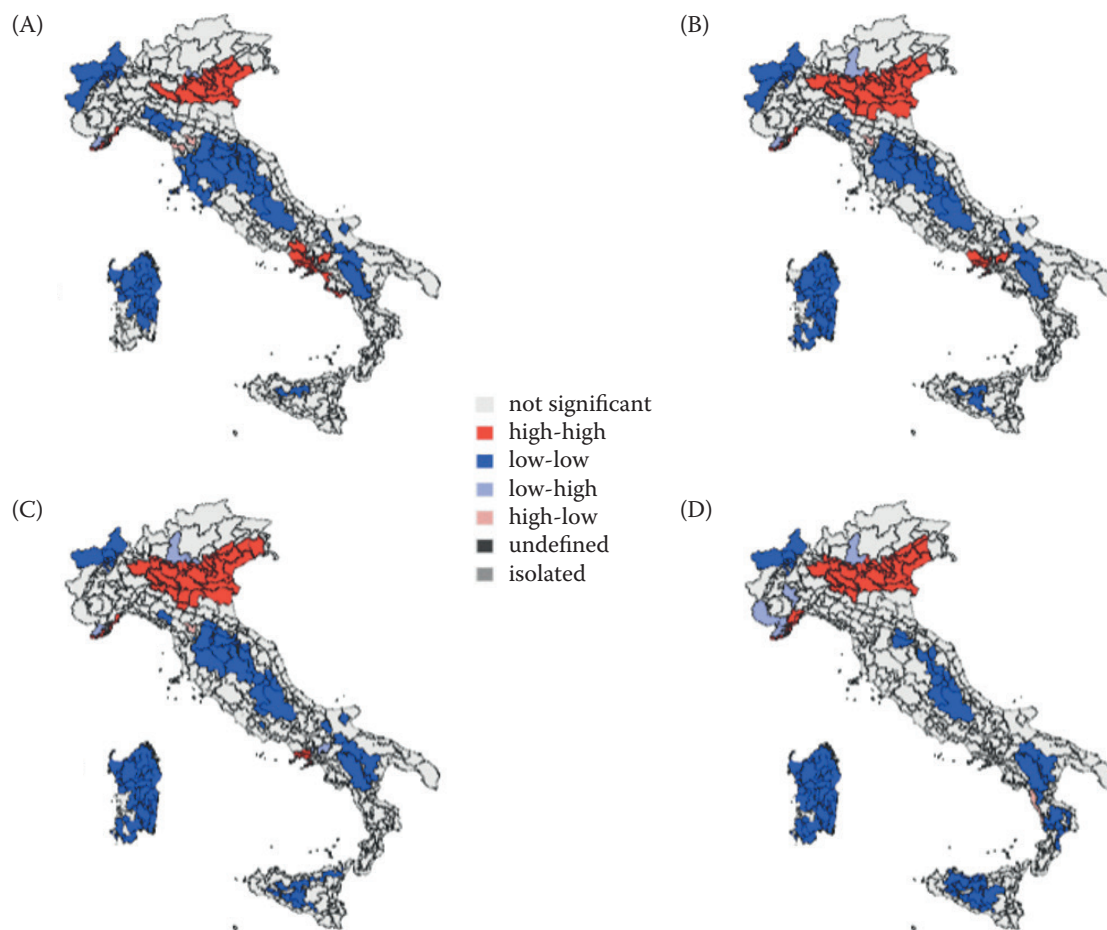 (A)
(B)
not significant
high-high
low-low
low-high
high-low
undefined
isolated
(C)
(D)